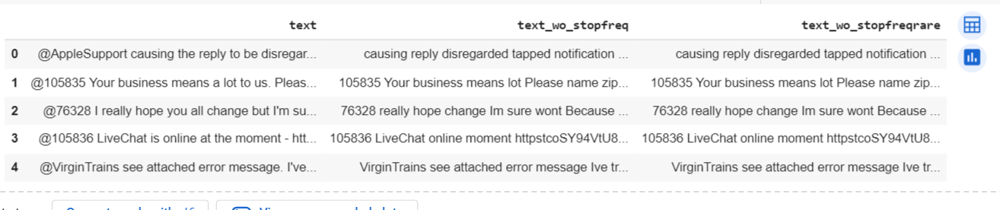 text text_wo_stopfreq text_wo_stopfreqrare
0 @AppleSupport causing the reply to be disregar... causing reply disregarded tapped notification ... causing reply disregarded tapped notification ...
1 @105835 Your business means a lot to us. Pleas... 105835 Your business means lot Please name zip... 105835 Your business means lot Please name zip...
2 @76328 I really hope you all change but I'm su... 76328 really hope change Im sure wont Because ... 76328 really hope change Im sure wont Because ...
3 @105836 LiveChat is online at the moment - htt... 105836 LiveChat online moment httpstcoSY94VtU8... 105836 LiveChat online moment httpstcoSY94VtU8...
4 @VirginTrains see attached error message. I've... VirginTrains see attached error message Ive tr... VirginTrains see attached error message Ive tr...